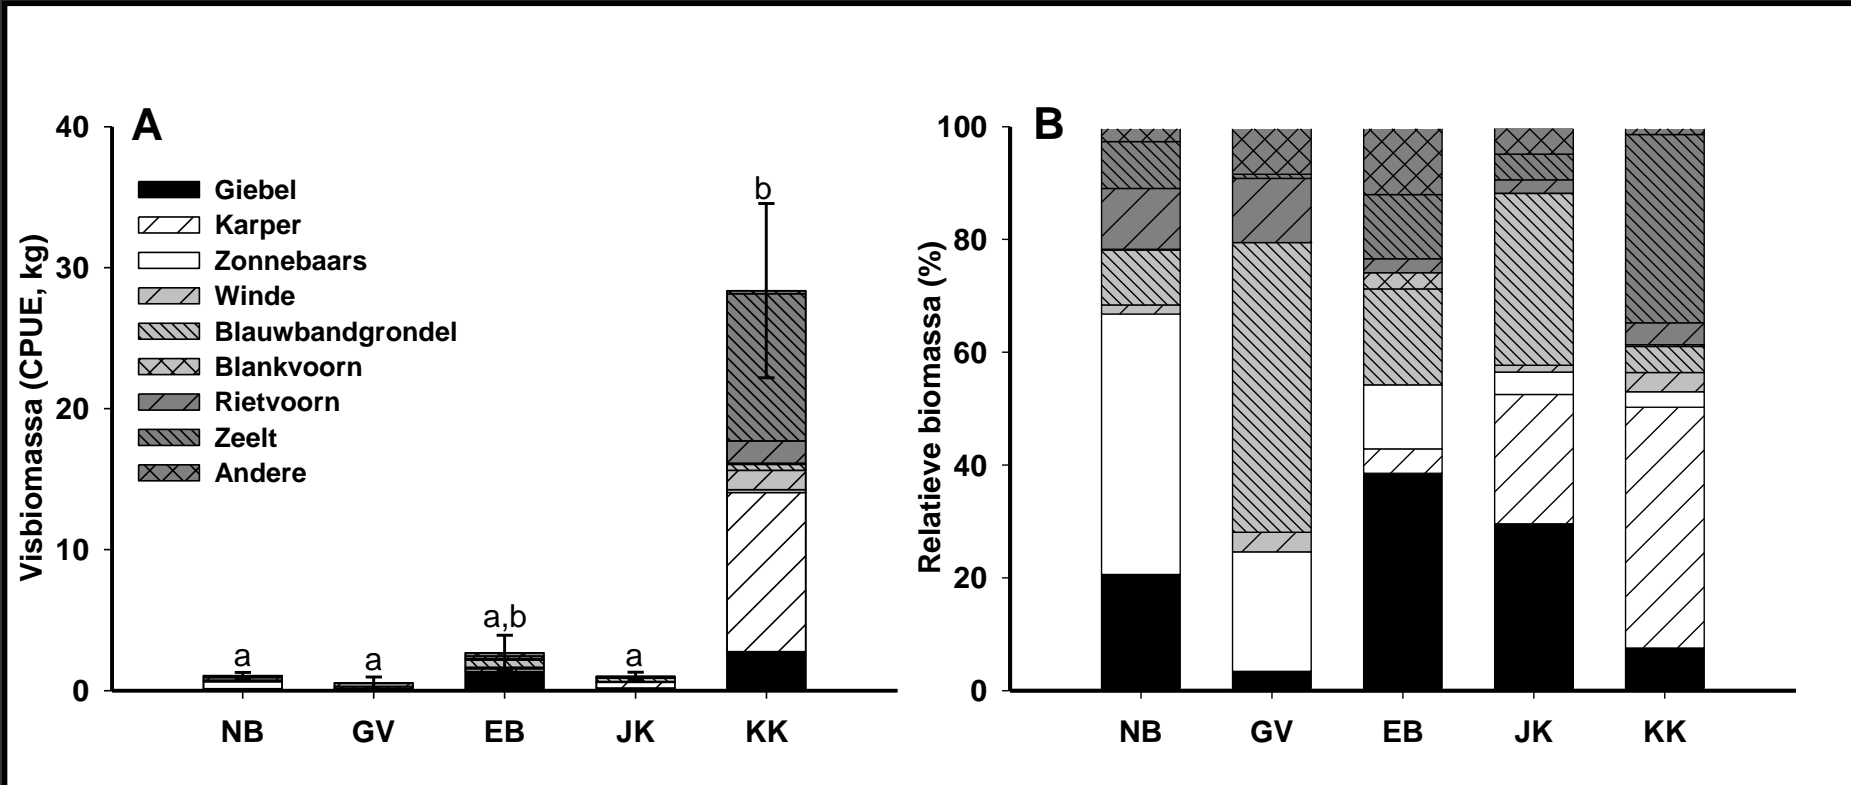 A
Visbiomassa (CPUE, kg)
40
30
20
10
0
Giebel
Karper
Zonnebaars
Winde
Blauwbandgrondel
Blankvoorn
Rietvoorn
Zeelt
Andere
a
a
a,b
a
b
NB
GV
EB
JK
KK
B
Relatieve biomassa (%)
100
80
60
40
20
0
NB
GV
EB
JK
KK